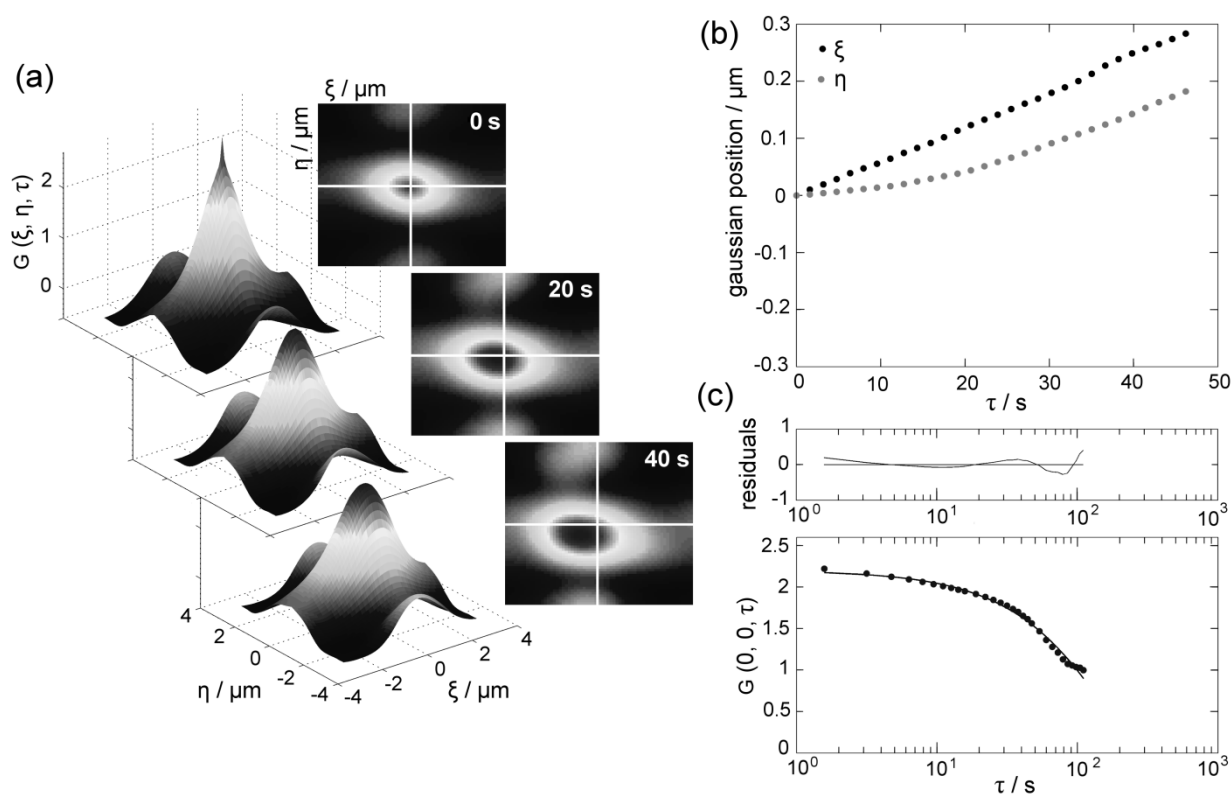 (a)
ξ / µm
η / µm
0 s
20 s
40 s
G (ξ, η, τ)
2
1
0
4
2
0
-2
-4
η / µm
-4
-2
0
2
4
ξ / µm
(b)
ξ
η
gaussian position / µm
0.3
0.2
0.1
0
-0.1
-0.2
-0.3
0 10 20 30 40 50
τ / s
(c)
residuals
1
0
-1
10⁰ 10¹ 10² 10³
G (0, 0, τ)
2.5
2
1.5
1
0.5
0
10⁰ 10¹ 10² 10³
τ / s